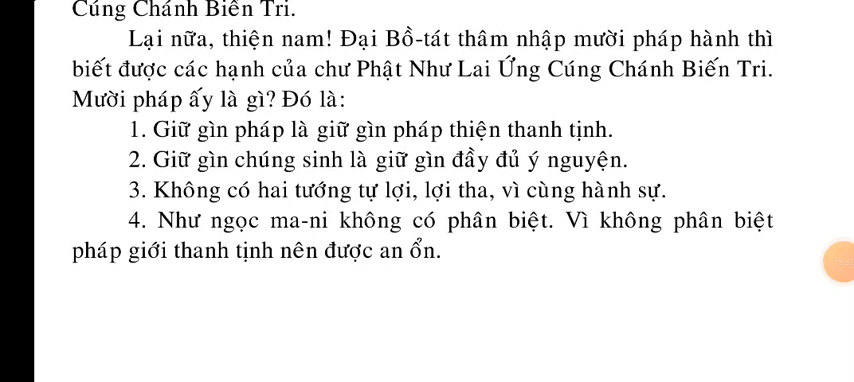 Cúng Chánh Biến Tri.
Lại nữa, thiện nam! Đại Bồ-tát thâm nhập mười pháp hành thì
biết được các hạnh của chư Phật Như Lai Ứng Cúng Chánh Biến Tri.
Mười pháp ấy là gì? Đó là:
1. Giữ gìn pháp là giữ gìn pháp thiện thanh tịnh.
2. Giữ gìn chúng sinh là giữ gìn đầy đủ ý nguyện.
3. Không có hai tướng tự lợi, lợi tha, vì cùng hành sự.
4. Như ngọc ma-ni không có phân biệt. Vì không phân biệt
pháp giới thanh tịnh nên được an ổn.